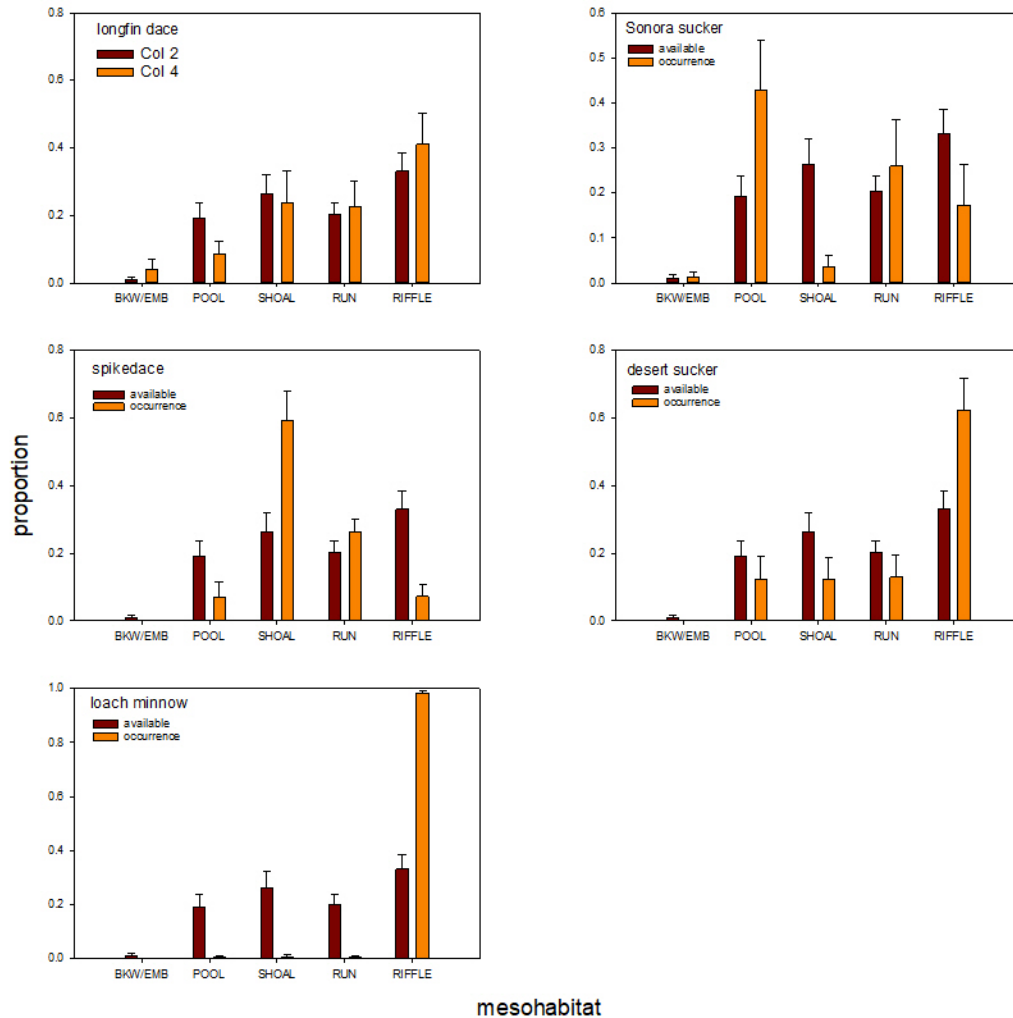 longfin dace
Col 2
Col 4
0.8
0.6
0.4
0.2
0.0
BKW/EMB POOL SHOAL RUN RIFFLE
Sonora sucker
available
occurrence
0.6
0.5
0.4
0.3
0.2
0.1
0.0
BKW/EMB POOL SHOAL RUN RIFFLE
spikedace
available
occurrence
0.8
0.6
0.4
0.2
0.0
BKW/EMB POOL SHOAL RUN RIFFLE
desert sucker
available
occurrence
0.8
0.6
0.4
0.2
0.0
BKW/EMB POOL SHOAL RUN RIFFLE
proportion
loach minnow
available
occurrence
1.0
0.8
0.6
0.4
0.2
0.0
BKW/EMB POOL SHOAL RUN RIFFLE
mesohabitat